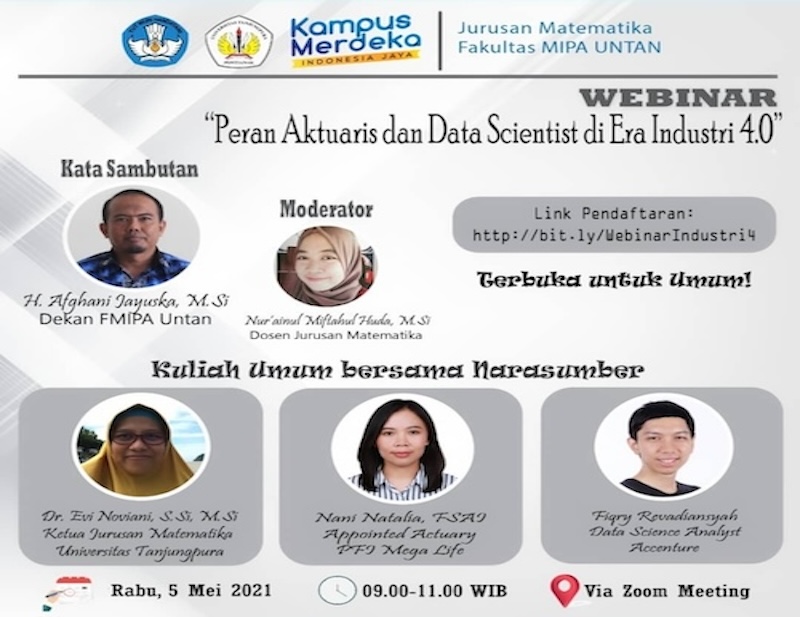 Kampus
Merdeka
INDONESIA JAYA
Jurusan Matematika
Fakultas MIPA UNTAN
WEBINAR
“Peran Aktuaris dan Data Scientist di Era Industri 4.0”
Kata Sambutan
H. Afghani Jayuska, M.Si
Dekan FMIPA Untan
Moderator
Nur'ainul Miftahul Huda, M.Si
Dosen Jurusan Matematika
Link Pendaftaran:
http://bit.ly/WebinarIndustri4
Terbuka untuk Umum!
Kuliah Umum bersama Narasumber
Dr. Evi Noviani, S.Si, M.Si
Ketua Jurusan Matematika
Universitas Tanjungpura
Nani Natalia, FSAI
Appointed Actuary
PFI Mega Life
Fiqry Revadiansyah
Data Science Analyst
Accenture
Rabu, 5 Mei 2021
09.00-11.00 WIB
Via Zoom Meeting